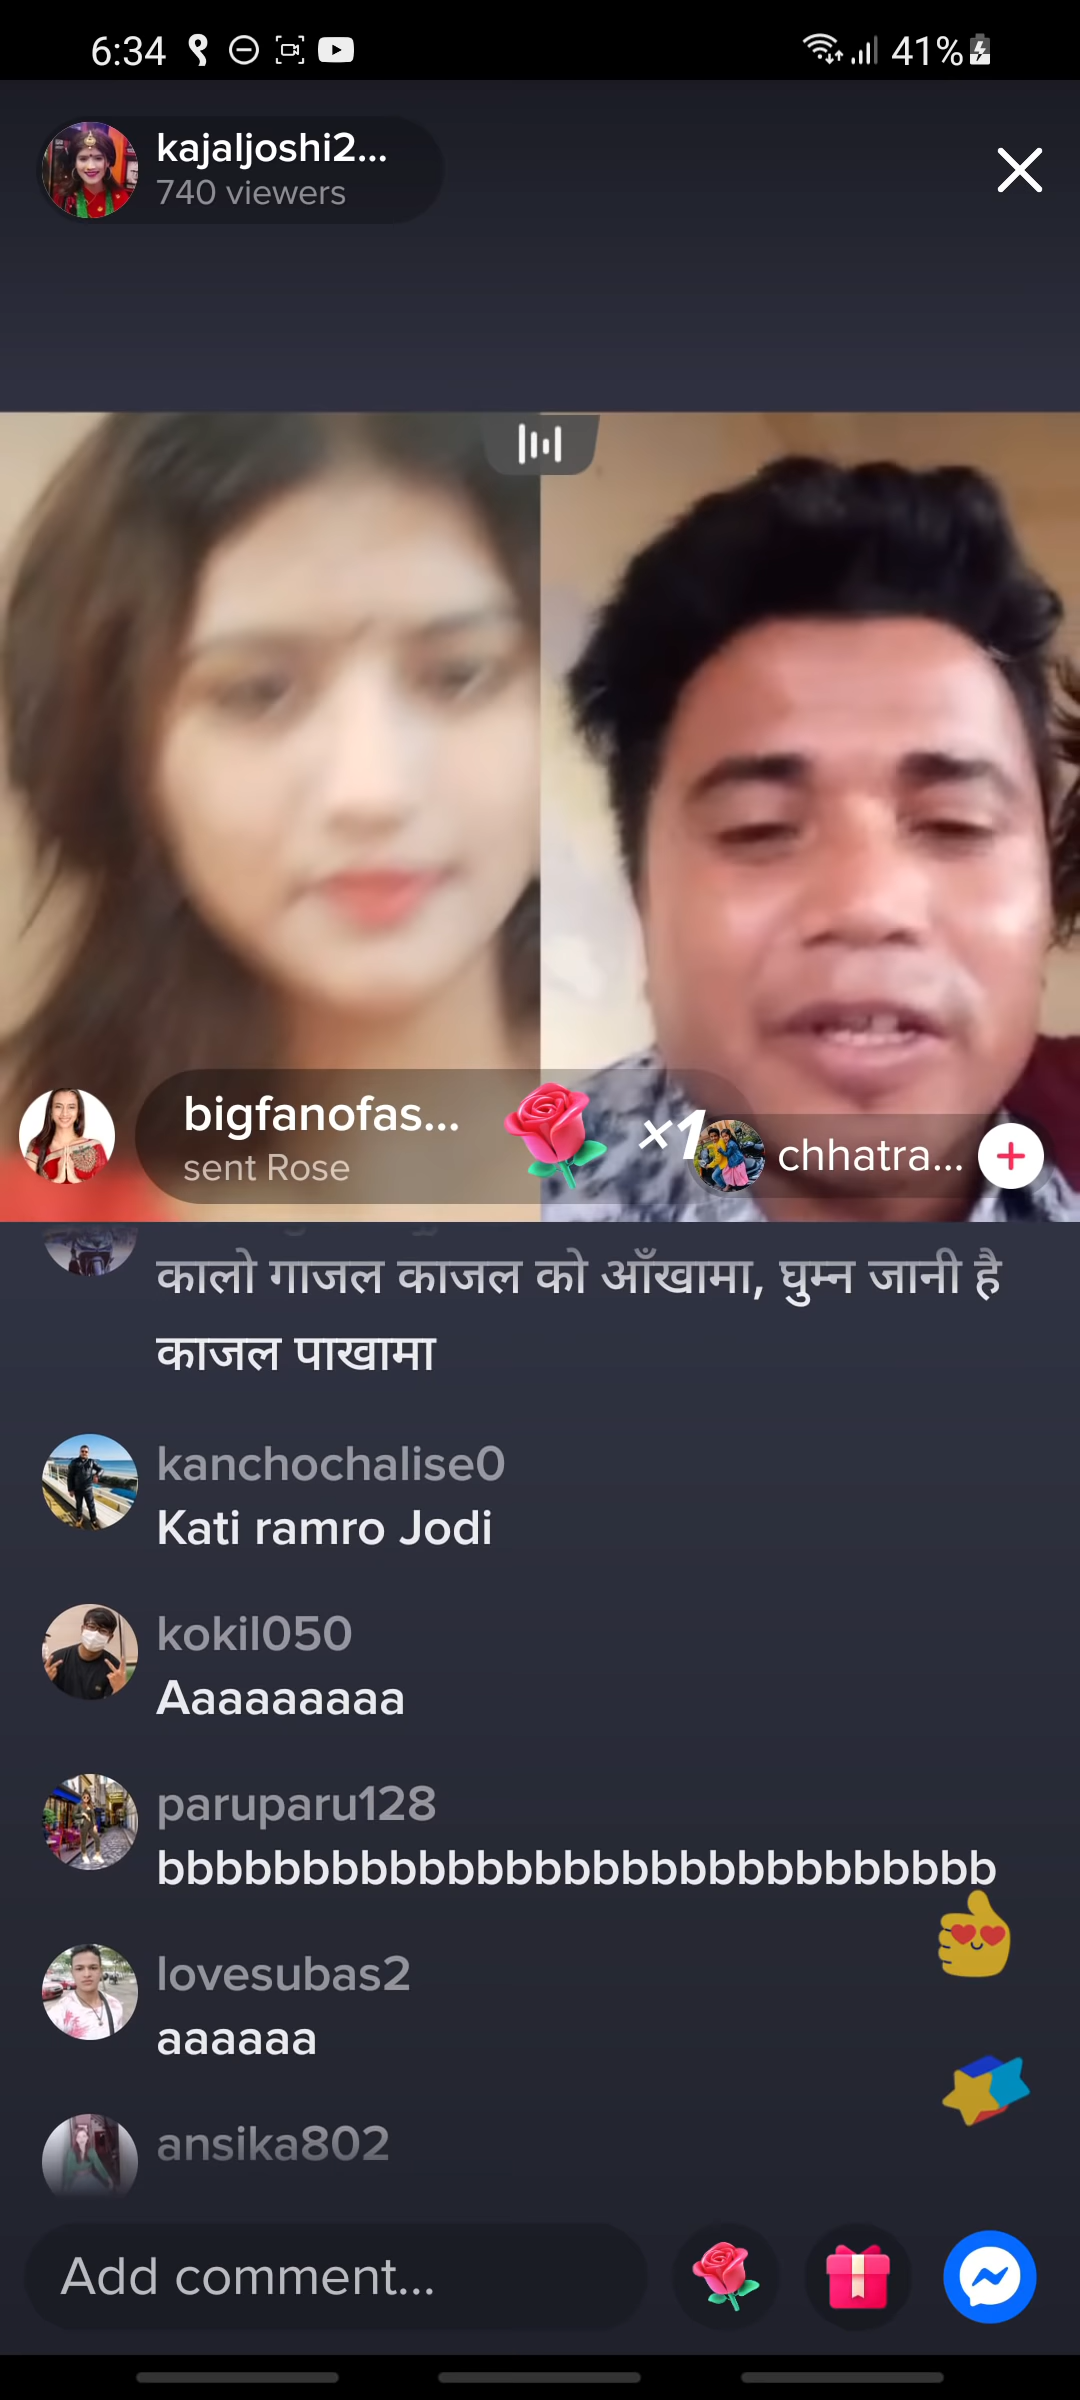 6:34
41%
kajaljoshi2...
740 viewers
bigfanofas...
sent Rose
×1
chhatra...
कालो गाजल काजल को आँखामा, घुम्न जानी है
काजल पाखामा
kanchochalise0
Kati ramro Jodi
kokil050
Aaaaaaaaa
paruparu128
bbbbbbbbbbbbbbbbbbbbbbbbbbbbb
lovesubas2
aaaaaa
ansika802
Add comment...